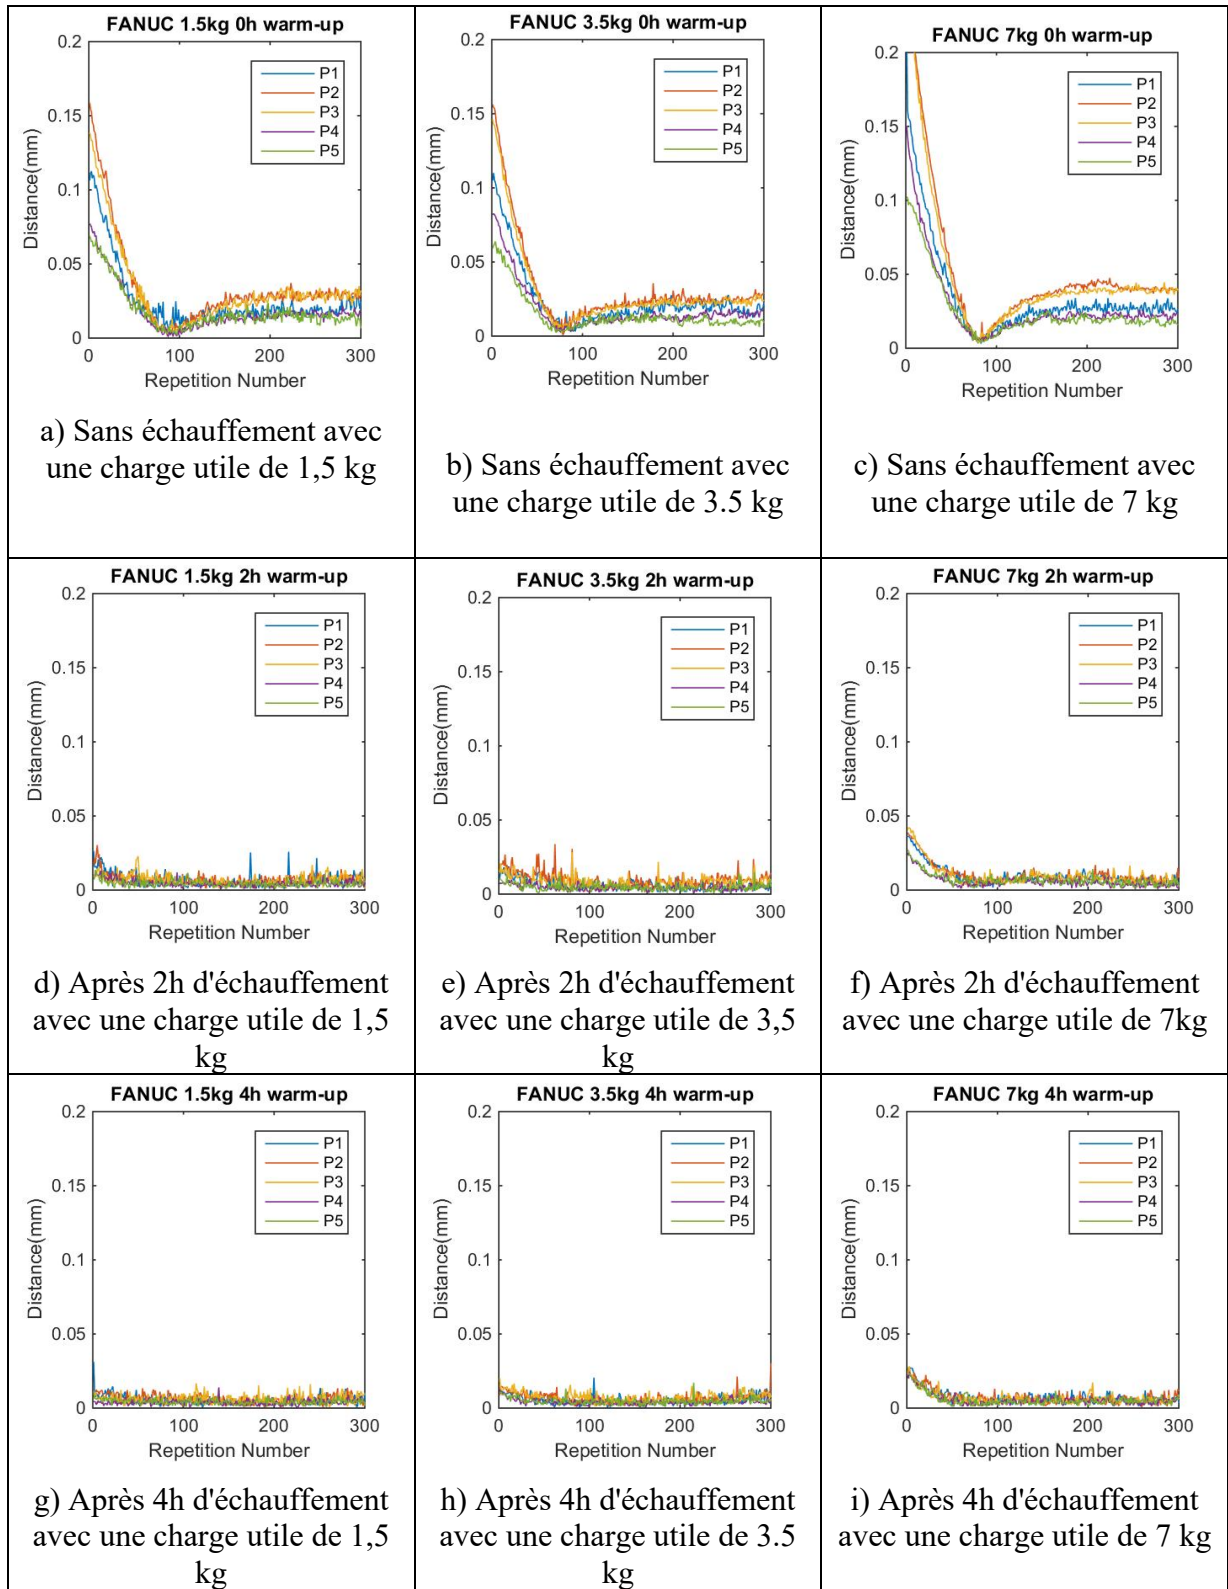 FANUC 1.5kg 0h warm-up
0.2
0.15
0.1
0.05
0
Distance(mm)
P1
P2
P3
P4
P5
0 100 200 300
Repetition Number
a) Sans échauffement avec
une charge utile de 1,5 kg
FANUC 3.5kg 0h warm-up
0.2
0.15
0.1
0.05
0
Distance(mm)
P1
P2
P3
P4
P5
0 100 200 300
Repetition Number
b) Sans échauffement avec
une charge utile de 3.5 kg
FANUC 7kg 0h warm-up
0.2
0.15
0.1
0.05
0
Distance(mm)
P1
P2
P3
P4
P5
0 100 200 300
Repetition Number
c) Sans échauffement avec
une charge utile de 7 kg
FANUC 1.5kg 2h warm-up
0.2
0.15
0.1
0.05
0
Distance(mm)
P1
P2
P3
P4
P5
0 100 200 300
Repetition Number
d) Après 2h d'échauffement
avec une charge utile de 1,5
kg
FANUC 3.5kg 2h warm-up
0.2
0.15
0.1
0.05
0
Distance(mm)
P1
P2
P3
P4
P5
0 100 200 300
Repetition Number
e) Après 2h d'échauffement
avec une charge utile de 3,5
kg
FANUC 7kg 2h warm-up
0.2
0.15
0.1
0.05
0
Distance(mm)
P1
P2
P3
P4
P5
0 100 200 300
Repetition Number
f) Après 2h d'échauffement
avec une charge utile de 7kg
FANUC 1.5kg 4h warm-up
0.2
0.15
0.1
0.05
0
Distance(mm)
P1
P2
P3
P4
P5
0 100 200 300
Repetition Number
g) Après 4h d'échauffement
avec une charge utile de 1,5
kg
FANUC 3.5kg 4h warm-up
0.2
0.15
0.1
0.05
0
Distance(mm)
P1
P2
P3
P4
P5
0 100 200 300
Repetition Number
h) Après 4h d'échauffement
avec une charge utile de 3.5
kg
FANUC 7kg 4h warm-up
0.2
0.15
0.1
0.05
0
Distance(mm)
P1
P2
P3
P4
P5
0 100 200 300
Repetition Number
i) Après 4h d'échauffement
avec une charge utile de 7 kg